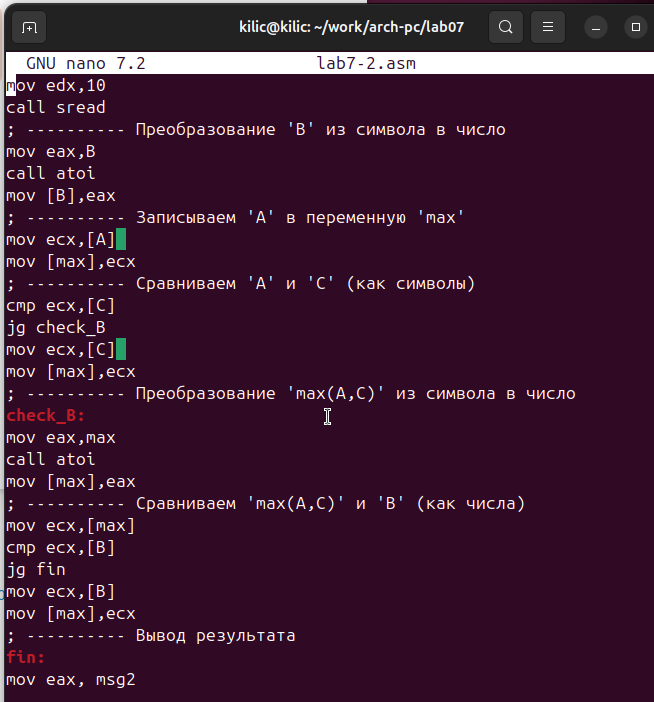 kilic@kilic: ~/work/arch-pc/lab07
GNU nano 7.2 lab7-2.asm
mov edx,10
call sread
; ---------- Преобразование 'B' из символа в число
mov eax,B
call atoi
mov [B],eax
; ---------- Записываем 'A' в переменную 'max'
mov ecx,[A]
mov [max],ecx
; ---------- Сравниваем 'A' и 'C' (как символы)
cmp ecx,[C]
jg check_B
mov ecx,[C]
mov [max],ecx
; ---------- Преобразование 'max(A,C)' из символа в число
check_B:
mov eax,max
call atoi
mov [max],eax
; ---------- Сравниваем 'max(A,C)' и 'B' (как числа)
mov ecx,[max]
cmp ecx,[B]
jg fin
mov ecx,[B]
mov [max],ecx
; ---------- Вывод результата
fin:
mov eax, msg2